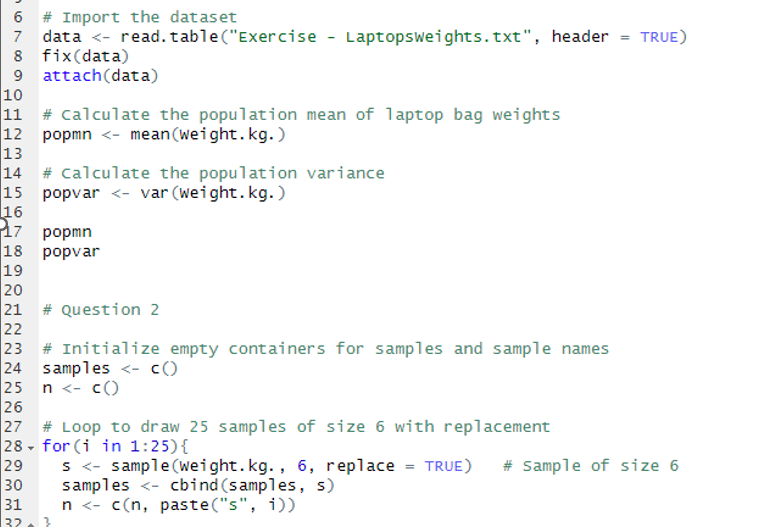 6 # Import the dataset
7 data <- read.table("Exercise - LaptopsWeights.txt", header = TRUE)
8 fix(data)
9 attach(data)
10
11 # Calculate the population mean of laptop bag weights
12 popmn <- mean(Weight.kg.)
13
14 # Calculate the population variance
15 popvar <- var(Weight.kg.)
16
17 popmn
18 popvar
19
20
21 # Question 2
22
23 # Initialize empty containers for samples and sample names
24 samples <- c()
25 n <- c()
26
27 # Loop to draw 25 samples of size 6 with replacement
28 for(i in 1:25){
29 s <- sample(Weight.kg., 6, replace = TRUE) # Sample of size 6
30 samples <- cbind(samples, s)
31 n <- c(n, paste("s", i))
32 }